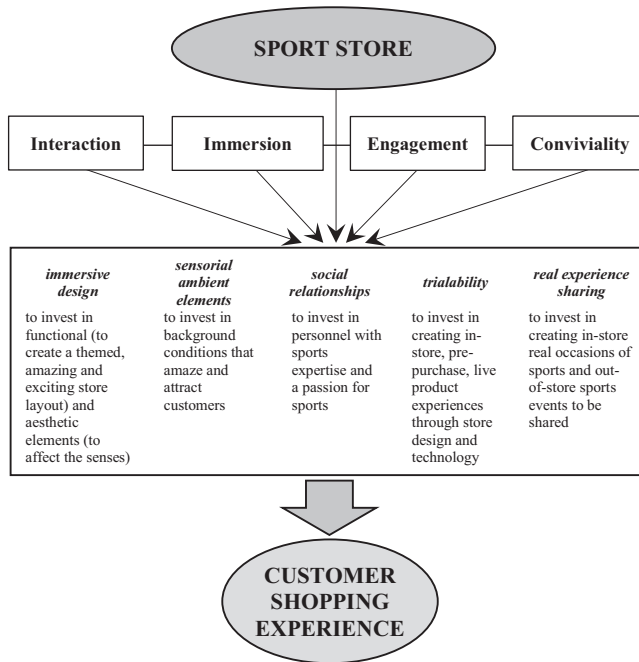 SPORT STORE
Interaction
Immersion
Engagement
Conviviality
immersive
design
to invest in
functional (to
create a themed,
amazing and
exciting store
layout) and
aesthetic
elements (to
affect the senses)
sensorial
ambient
elements
to invest in
background
conditions that
amaze and
attract
customers
social
relationships
to invest in
personnel with
sports
expertise and
a passion for
sports
trialability
to invest in
creating in-
store, pre-
purchase, live
product
experiences
through store
design and
technology
real experience
sharing
to invest in
creating in-store
real occasions of
sports and out-
of-store sports
events to be
shared
CUSTOMER
SHOPPING
EXPERIENCE